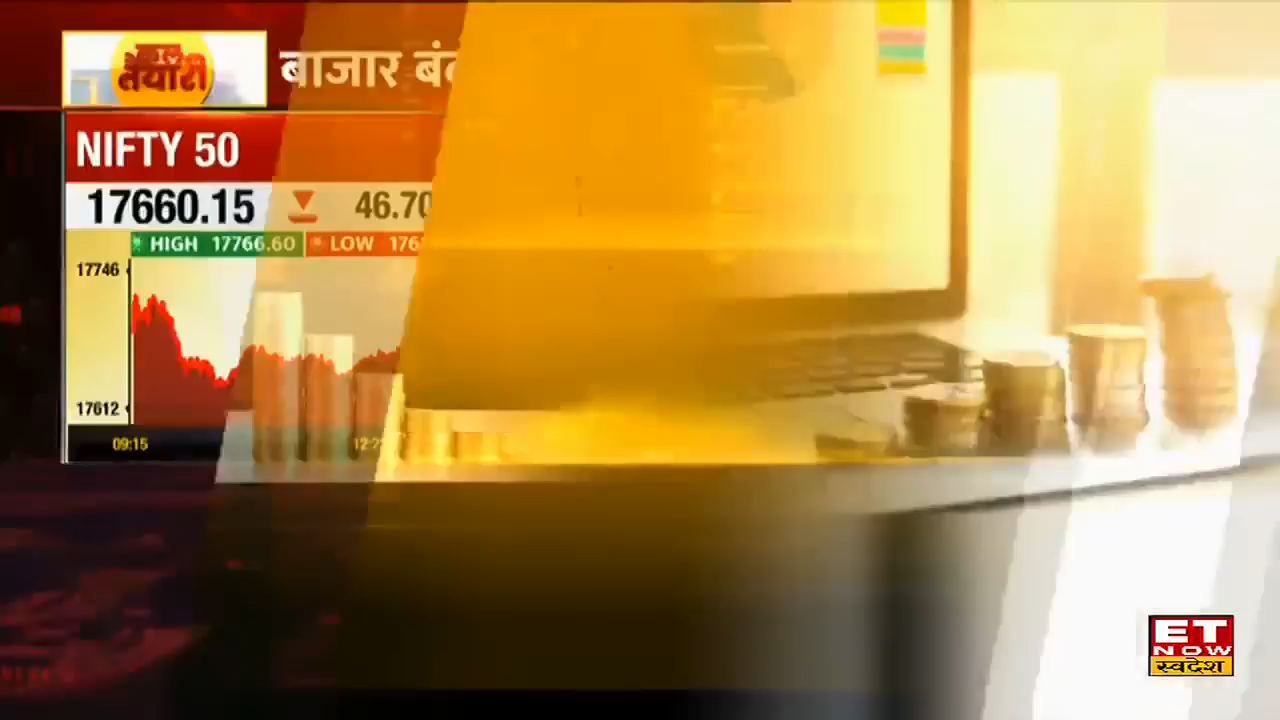 तैयारी
बाजार
NIFTY 50
17660.15 46.70
HIGH 17766.60 LOW
17746
17612
09:15
ET
NOW
स्वदेश